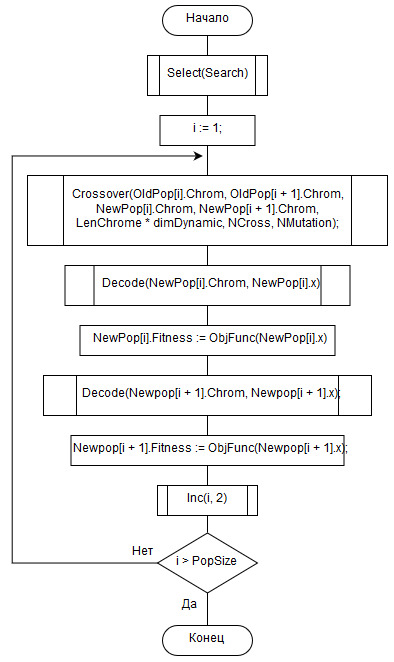 Начало
Select(Search)
i := 1;
Crossover(OldPop[i].Chrom, OldPop[i + 1].Chrom,
NewPop[i].Chrom, NewPop[i + 1].Chrom,
LenChrome * dimDynamic, NCross, NMutation);
Decode(NewPop[i].Chrom, NewPop[i].x)
NewPop[i].Fitness := ObjFunc(NewPop[i].x)
Decode(Newpop[i + 1].Chrom, Newpop[i + 1].x);
Newpop[i + 1].Fitness := ObjFunc(Newpop[i + 1].x);
Inc(i, 2)
Нет
i > PopSize
Да
Конец